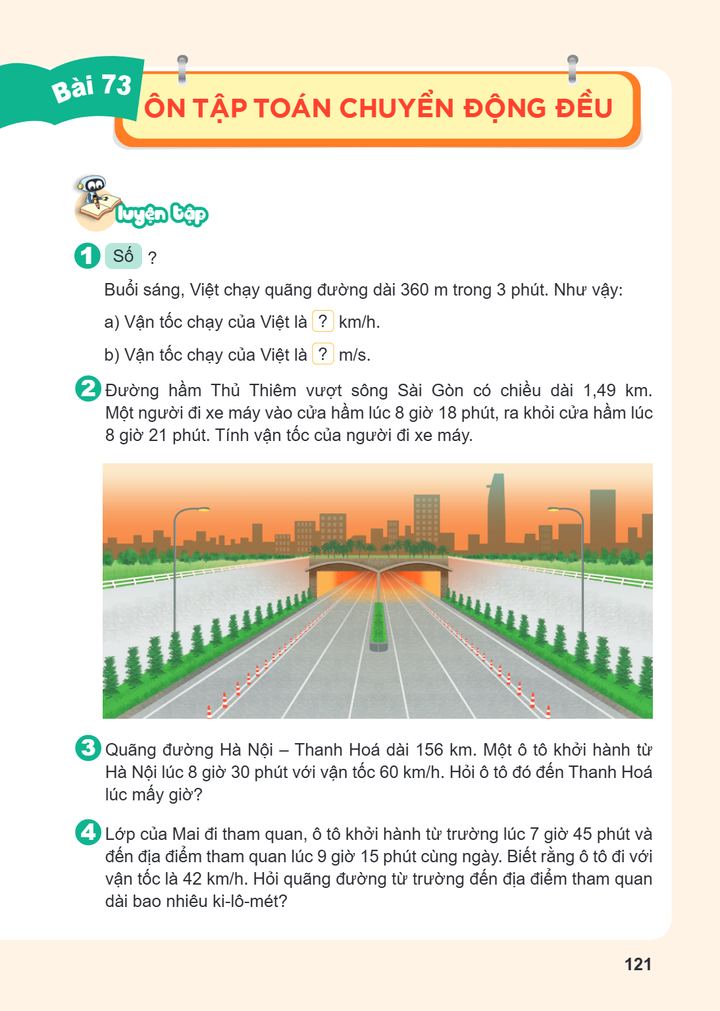 Bài 73
ÔN TẬP TOÁN CHUYỂN ĐỘNG ĐỀU
luyện tập
1 Số ?
Buổi sáng, Việt chạy quãng đường dài 360 m trong 3 phút. Như vậy:
a) Vận tốc chạy của Việt là ? km/h.
b) Vận tốc chạy của Việt là ? m/s.
2 Đường hầm Thủ Thiêm vượt sông Sài Gòn có chiều dài 1,49 km.
Một người đi xe máy vào cửa hầm lúc 8 giờ 18 phút, ra khỏi cửa hầm lúc
8 giờ 21 phút. Tính vận tốc của người đi xe máy.
3 Quãng đường Hà Nội – Thanh Hoá dài 156 km. Một ô tô khởi hành từ
Hà Nội lúc 8 giờ 30 phút với vận tốc 60 km/h. Hỏi ô tô đó đến Thanh Hoá
lúc mấy giờ?
4 Lớp của Mai đi tham quan, ô tô khởi hành từ trường lúc 7 giờ 45 phút và
đến địa điểm tham quan lúc 9 giờ 15 phút cùng ngày. Biết rằng ô tô đi với
vận tốc là 42 km/h. Hỏi quãng đường từ trường đến địa điểm tham quan
dài bao nhiêu ki-lô-mét?
121